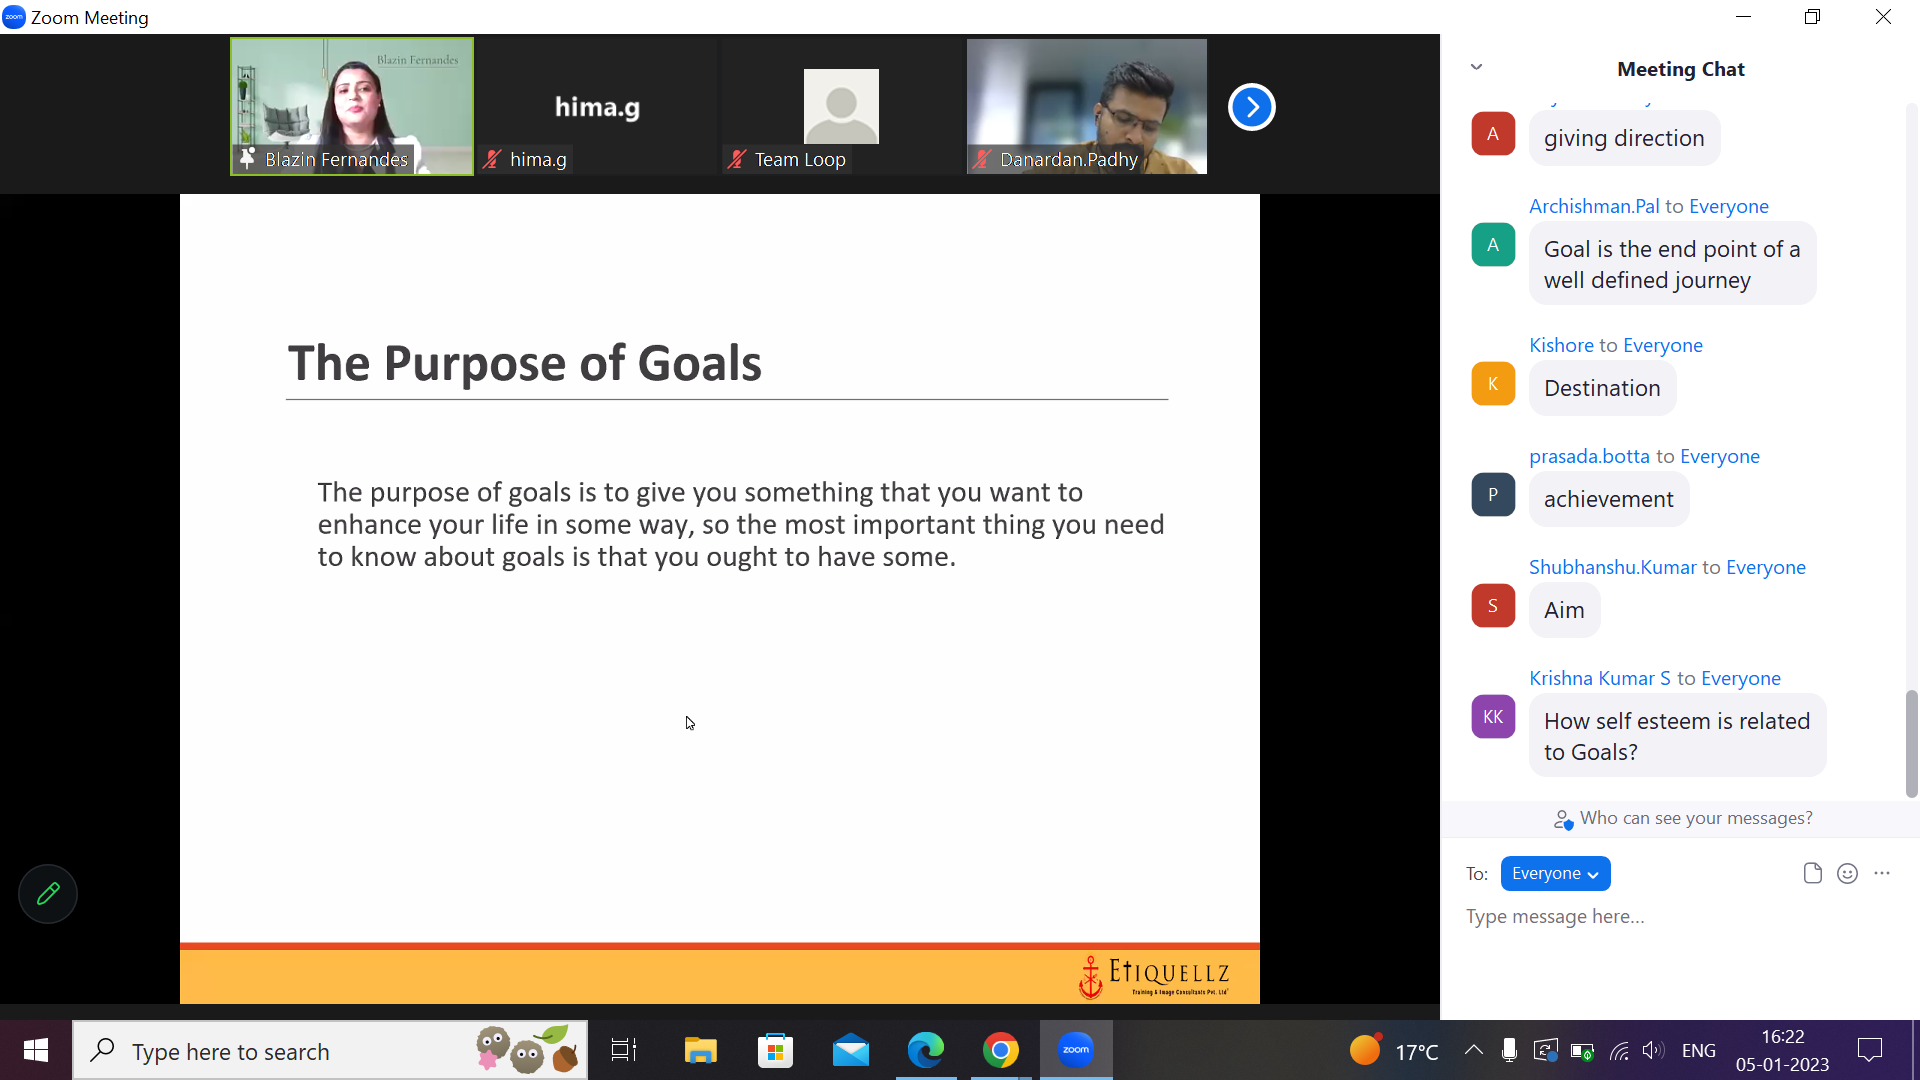 zoom Zoom Meeting
Blazin Fernandes
Blazin Fernandes
hima.g
hima.g
Team Loop
Danardan.Padhy
The Purpose of Goals
The purpose of goals is to give you something that you want to
enhance your life in some way, so the most important thing you need
to know about goals is that you ought to have some.
ETIQUELLZ
Training & Image Consultants Pvt. Ltd
Meeting Chat
A
giving direction
Archishman.Pal to Everyone
A
Goal is the end point of a
well defined journey
Kishore to Everyone
K
Destination
prasada.botta to Everyone
P
achievement
Shubhanshu.Kumar to Everyone
S
Aim
Krishna Kumar S to Everyone
KK
How self esteem is related
to Goals?
Who can see your messages?
To: Everyone
Type message here...
Type here to search
zoom
17°C
ENG
16:22
05-01-2023